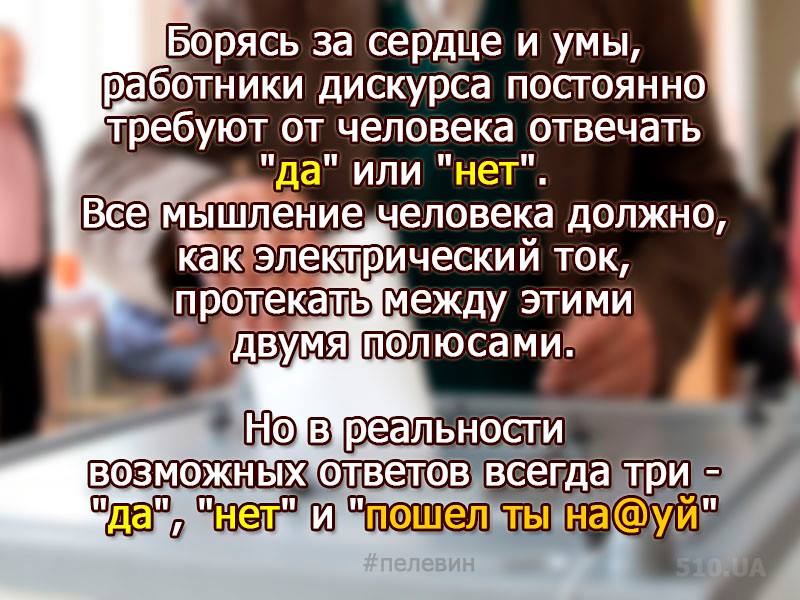 Борясь за сердце и умы,
работники дискурса постоянно
требуют от человека отвечать
"да" или "нет".
Все мышление человека должно,
как электрический ток,
протекать между этими
двумя полюсами.
Но в реальности
возможных ответов всегда три -
"да", "нет" и "пошел ты на@уй"
#пелевин
510.UA